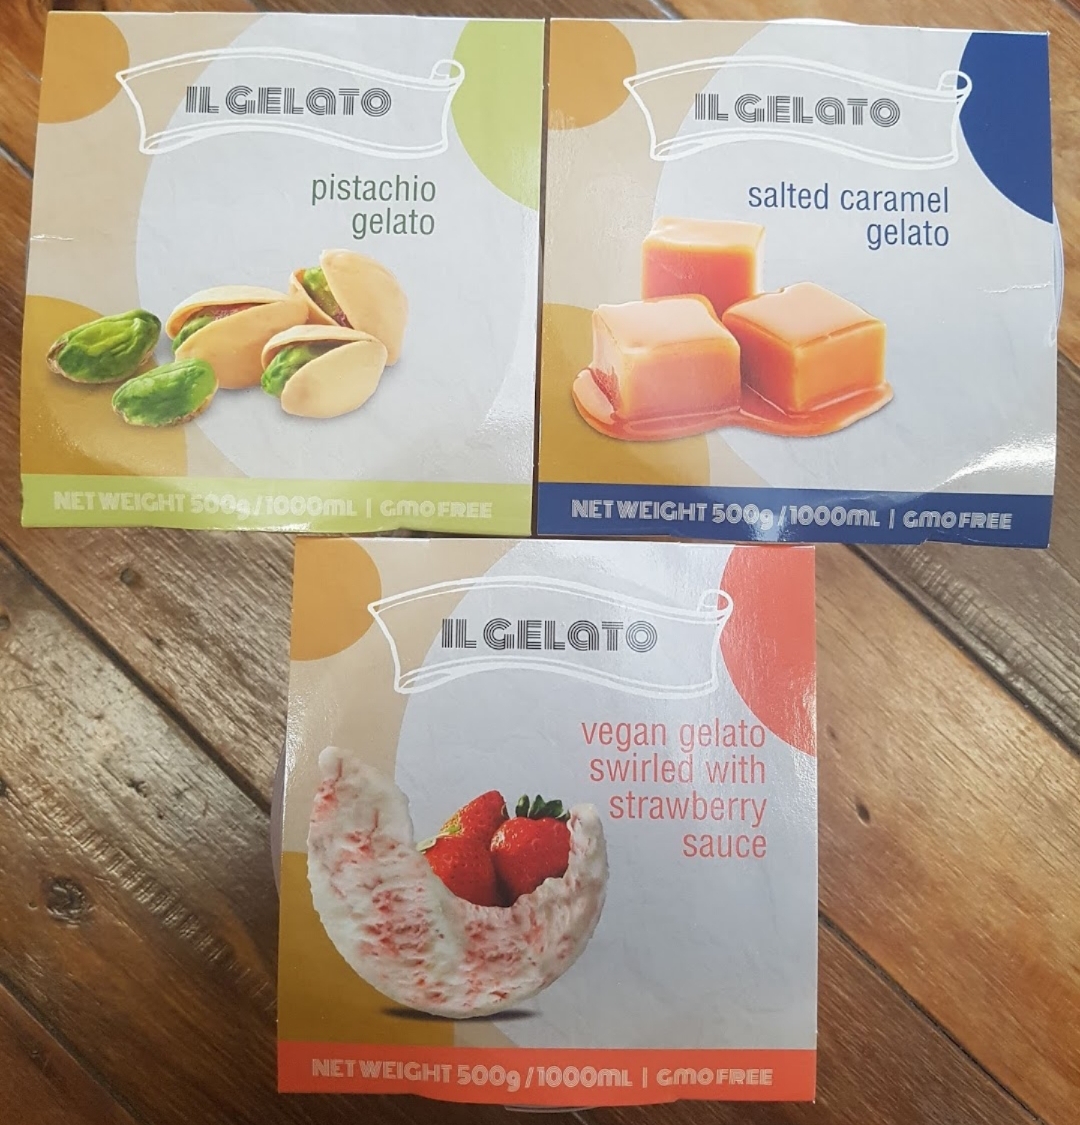 IL GELATO
pistachio
gelato
NET WEIGHT 500g/1000ML | GMO FREE
IL GELATO
salted caramel
gelato
NET WEIGHT 500g/1000ML | GMO FREE
IL GELATO
vegan gelato
swirled with
strawberry
sauce
NET WEIGHT 500g/1000ML | GMO FREE